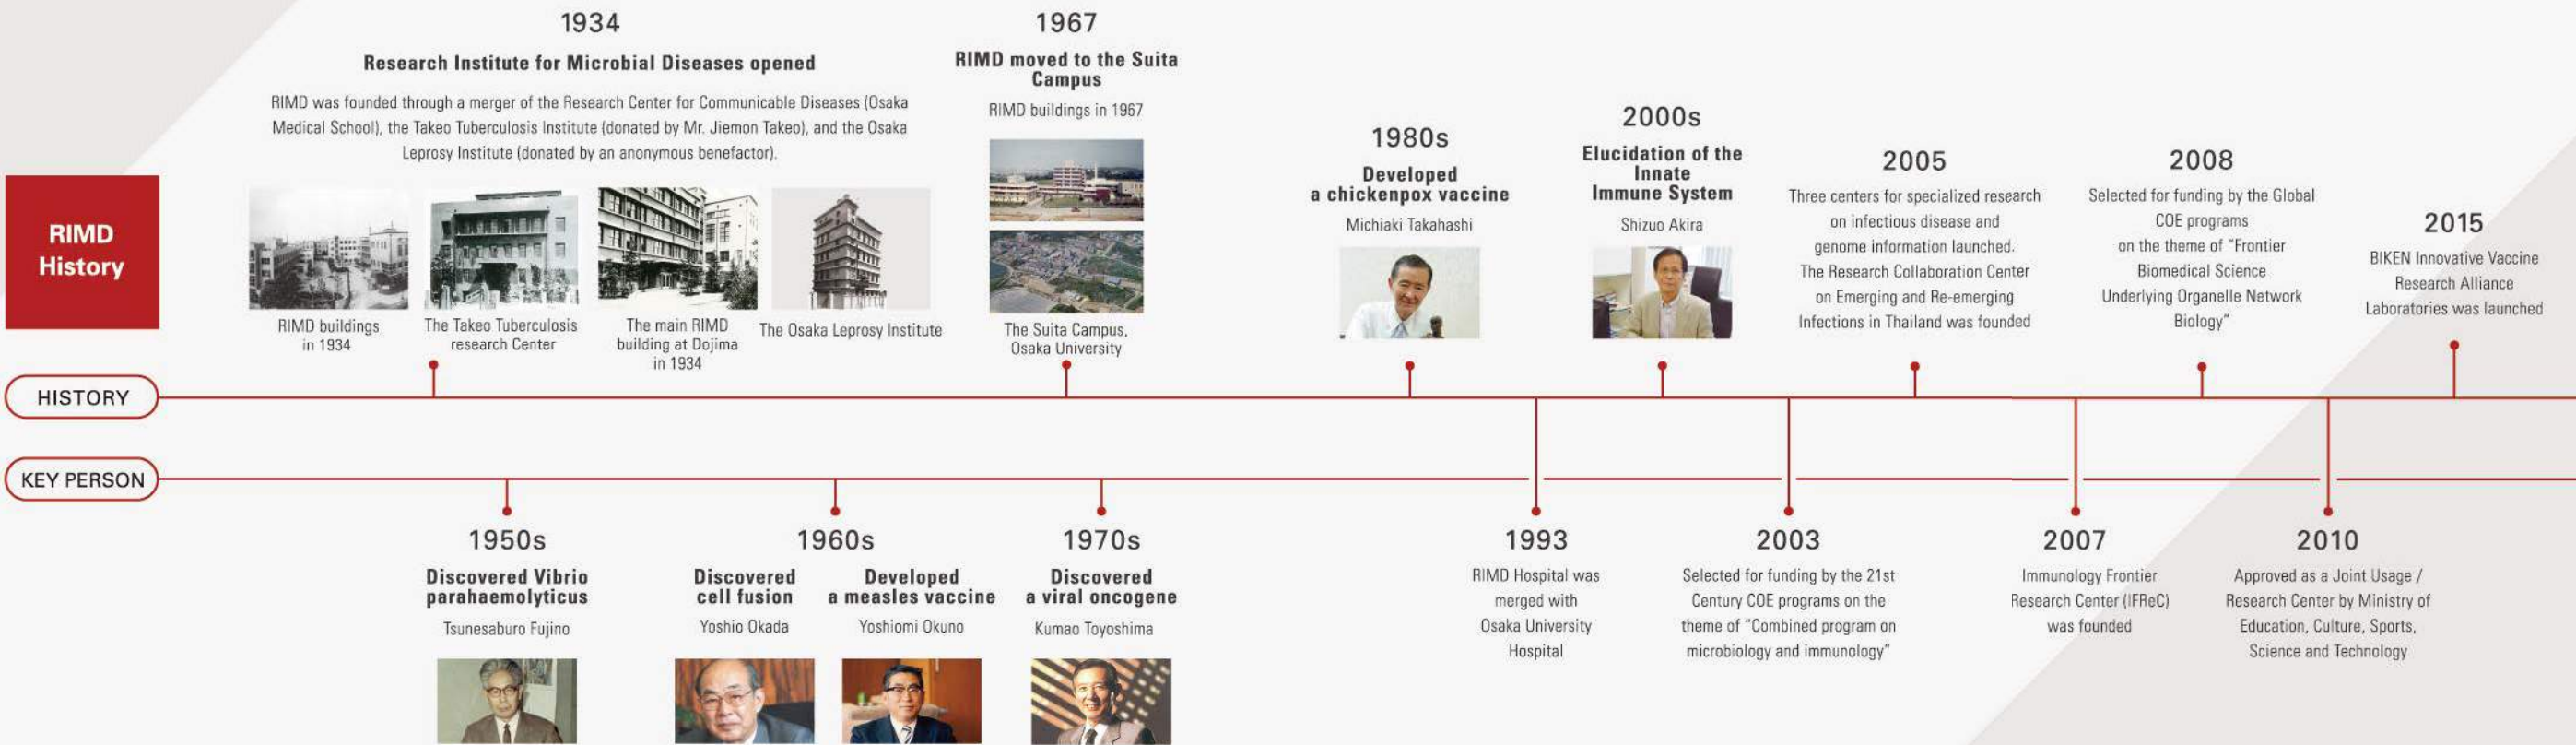 RIMD
History
1934
Research Institute for Microbial Diseases opened
RIMD was founded through a merger of the Research Center for Communicable Diseases (Osaka
Medical School), the Takeo Tuberculosis Institute (donated by Mr. Jiemon Takeo), and the Osaka
Leprosy Institute (donated by an anonymous benefactor).
RIMD buildings
in 1934
The Takeo Tuberculosis
research Center
The main RIMD
building at Dojima
in 1934
The Osaka Leprosy Institute
1967
RIMD moved to the Suita
Campus
RIMD buildings in 1967
The Suita Campus,
Osaka University
1980s
Developed
a chickenpox vaccine
Michiaki Takahashi
2000s
Elucidation of the
Innate
Immune System
Shizuo Akira
2005
Three centers for specialized research
on infectious disease and
genome information launched.
The Research Collaboration Center
on Emerging and Re-emerging
Infections in Thailand was founded
2008
Selected for funding by the Global
COE programs
on the theme of "Frontier
Biomedical Science
Underlying Organelle Network
Biology"
2015
BIKEN Innovative Vaccine
Research Alliance
Laboratories was launched
HISTORY
KEY PERSON
1950s
Discovered Vibrio
parahaemolyticus
Tsunesaburo Fujino
1960s
Discovered
cell fusion
Yoshio Okada
Developed
a measles vaccine
Yoshiomi Okuno
1970s
Discovered
a viral oncogene
Kumao Toyoshima
1993
RIMD Hospital was
merged with
Osaka University
Hospital
2003
Selected for funding by the 21st
Century COE programs on the
theme of "Combined program on
microbiology and immunology"
2007
Immunology Frontier
Research Center (IFReC)
was founded
2010
Approved as a Joint Usage /
Research Center by Ministry of
Education, Culture, Sports,
Science and Technology